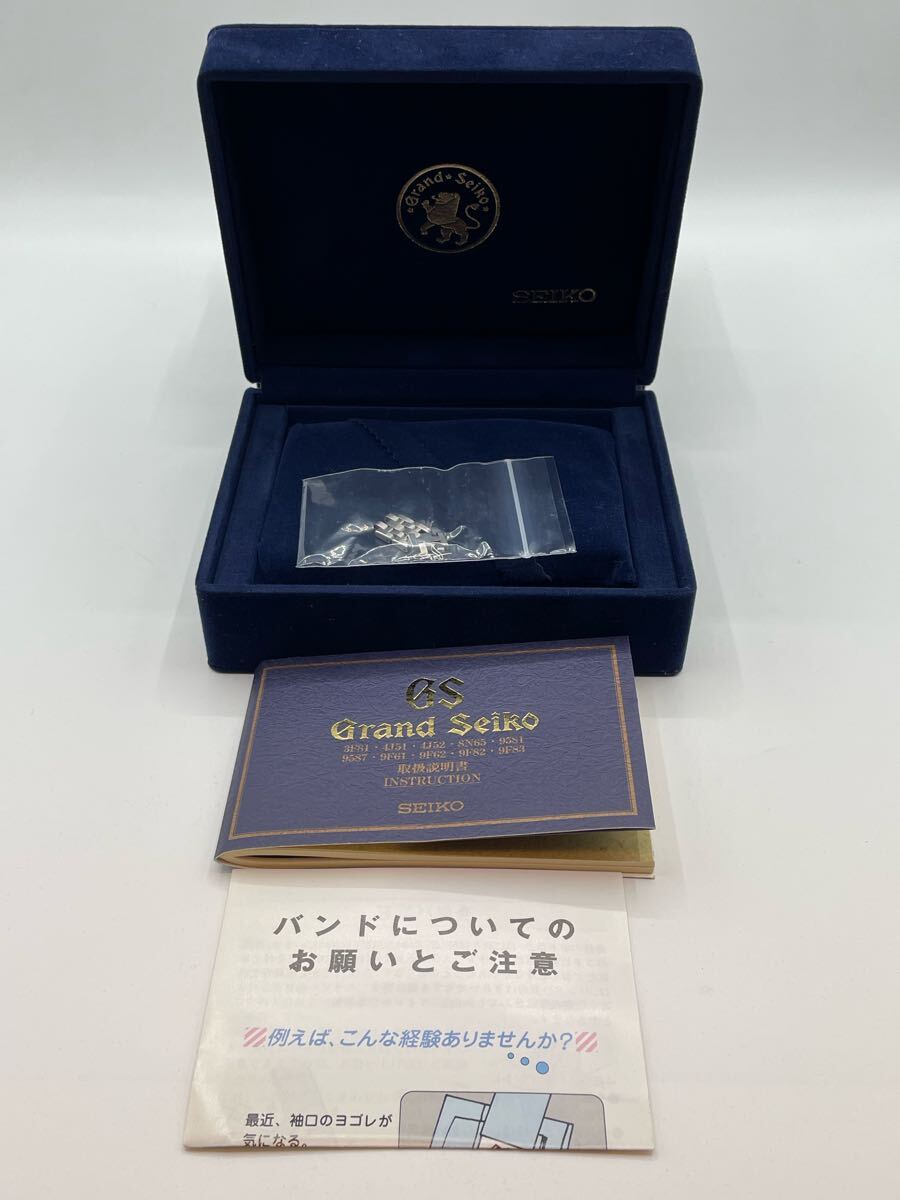 Grand Seiko
SEIKO
GS
Grand Seiko
3F81・4J51・4J52・8N65・9581
9587・9F61・9F62・9F82・9F83
取扱説明書
INSTRUCTION
SEIKO
バンドについての
お願いとご注意
例えば、こんな経験ありませんか？
最近、袖口のヨゴレが
気になる。